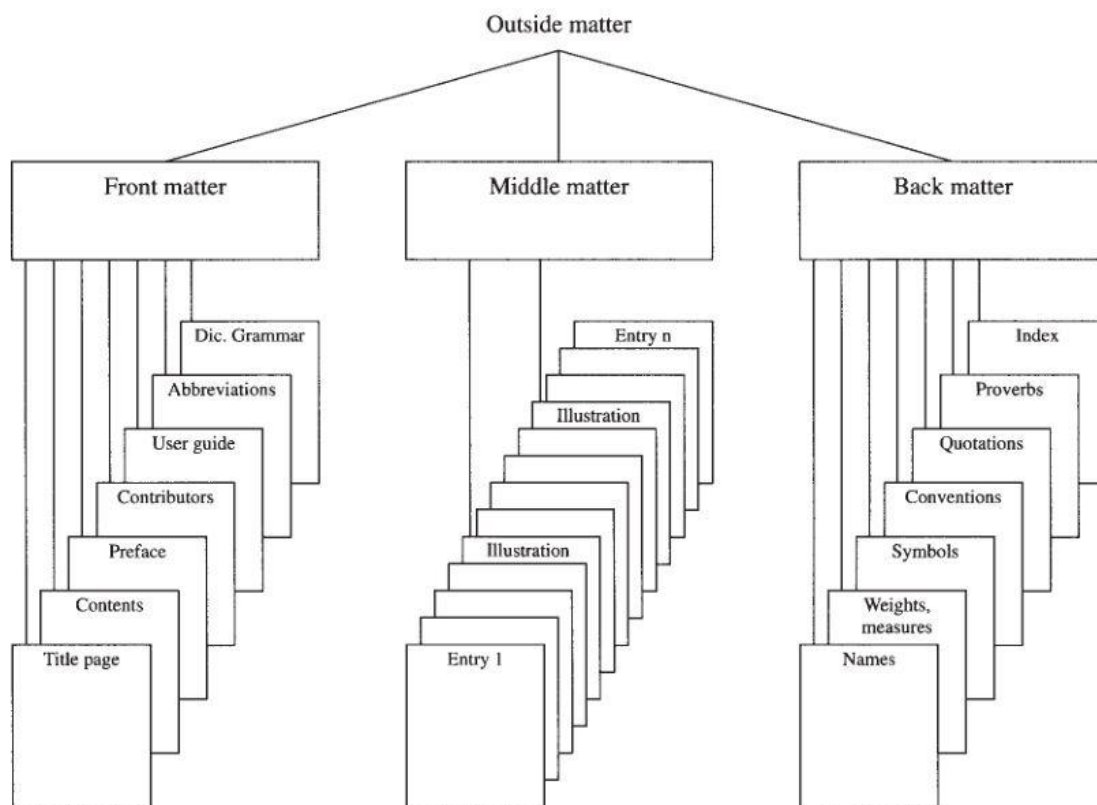 Outside matter
Front matter
Middle matter
Back matter
Dic. Grammar
Abbreviations
User guide
Contributors
Preface
Contents
Title page
Entry n
Illustration
Illustration
Entry 1
Index
Proverbs
Quotations
Conventions
Symbols
Weights,
measures
Names